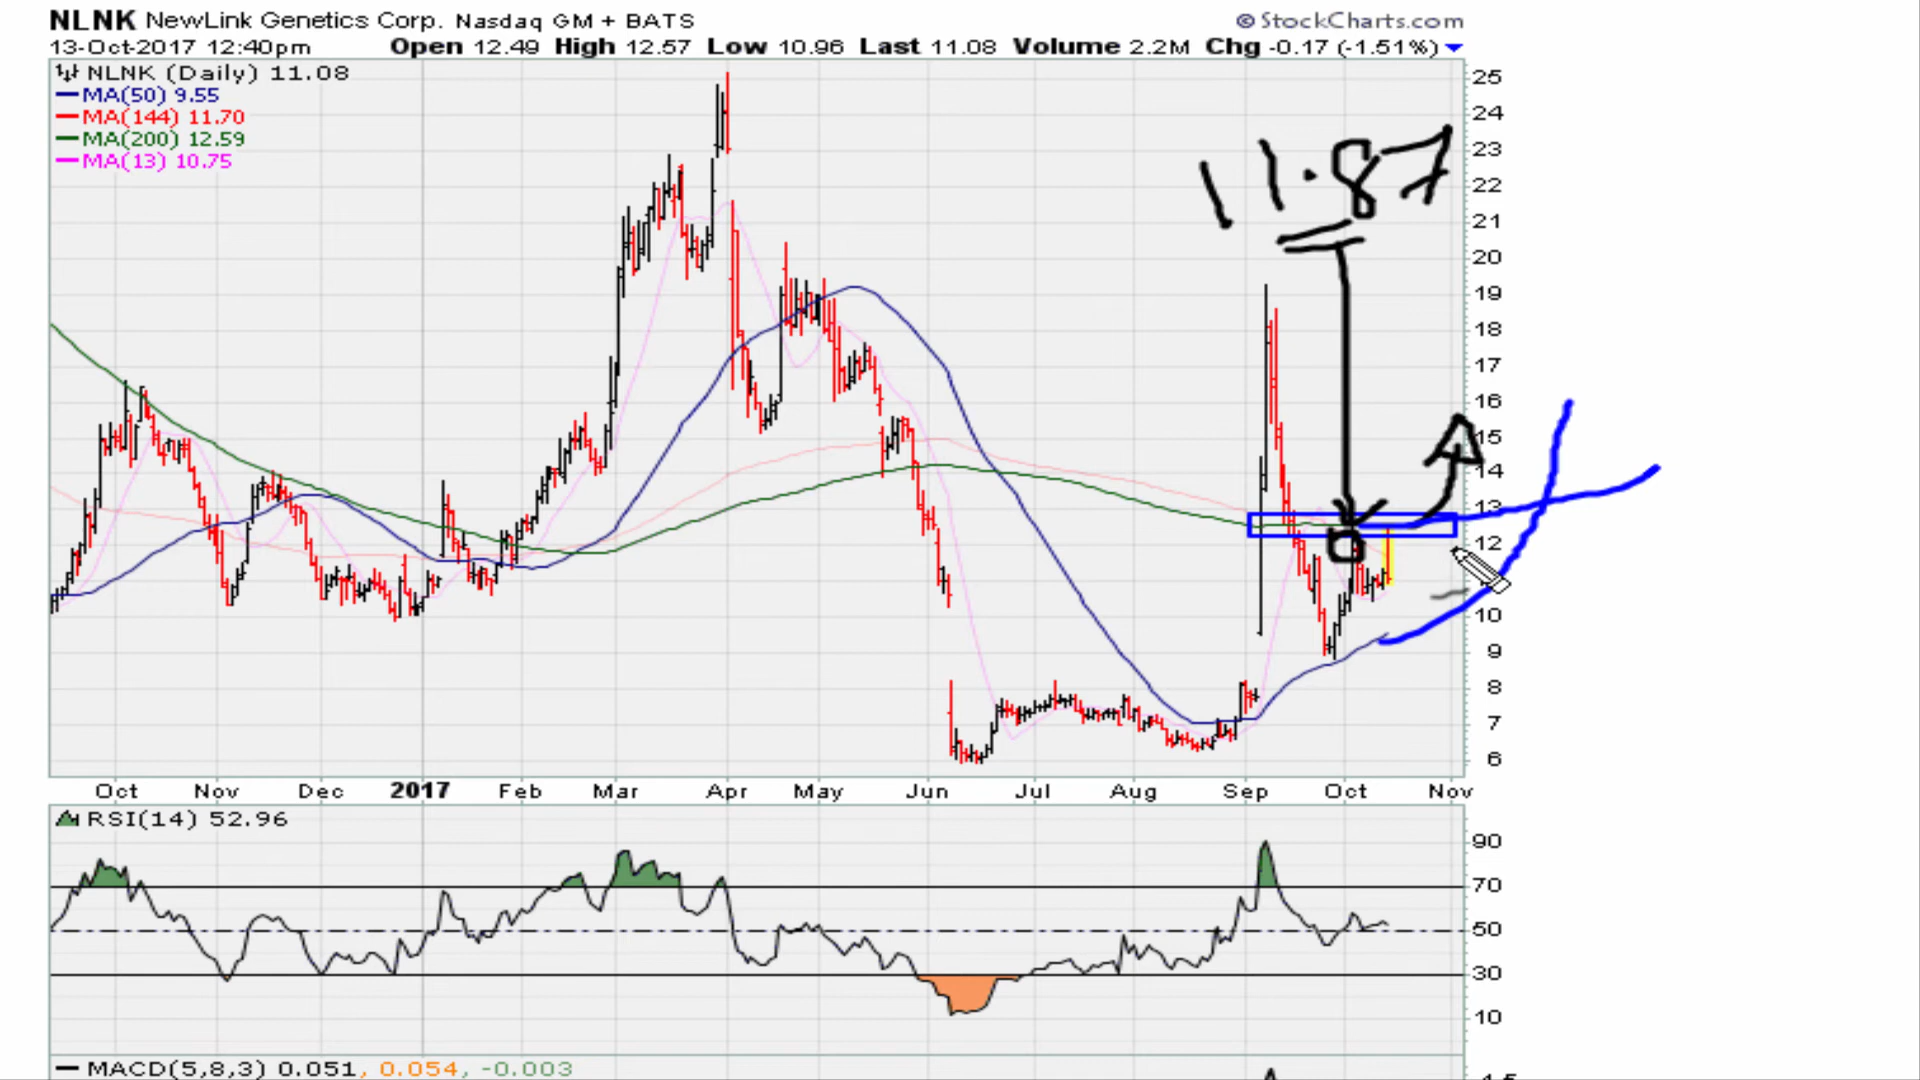 NLNK NewLink Genetics Corp. Nasdaq GM + BATS
© StockCharts.com
13-Oct-2017 12:40pm Open 12.49 High 12.57 Low 10.96 Last 11.08 Volume 2.2M Chg -0.17 (-1.51%)
NLNK (Daily) 11.08
MA(50) 9.55
MA(144) 11.70
MA(200) 12.59
MA(13) 10.75
11.87
25
24
23
22
21
20
19
18
17
16
15
14
13
12
10
9
8
7
6
Oct Nov Dec 2017 Feb Mar Apr May Jun Jul Aug Sep Oct Nov
RSI(14) 52.96
90
70
50
30
10
MACD(5,8,3) 0.051, 0.054, -0.003